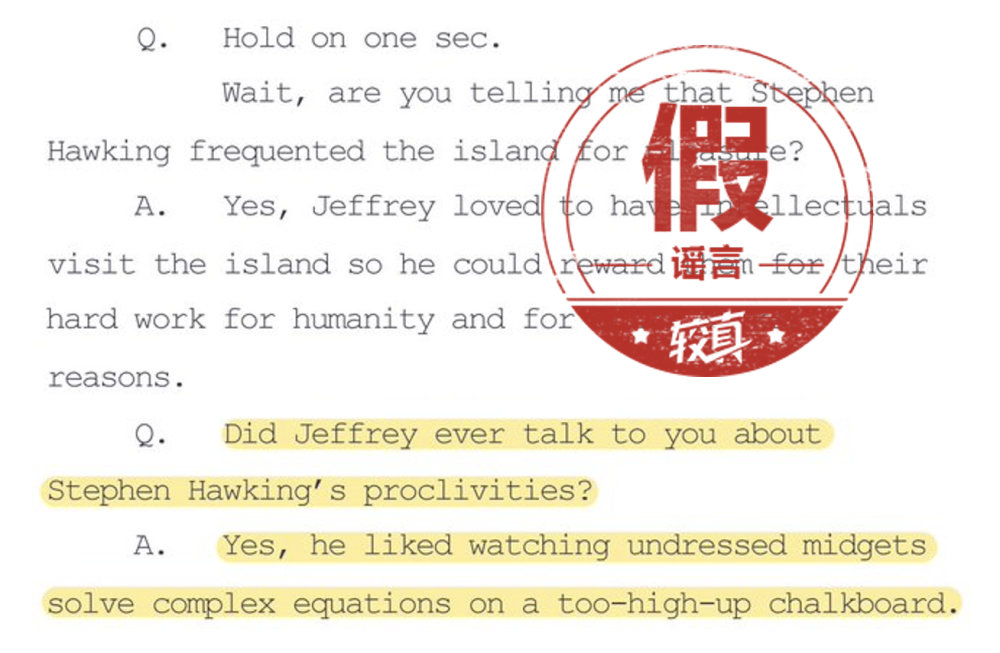 Q. Hold on one sec.
Wait, are you telling me that Stephen
Hawking frequented the island for pleasure?
A. Yes, Jeffrey loved to have intellectuals
visit the island so he could reward them for their
hard work for humanity and for
reasons.
Q. Did Jeffrey ever talk to you about
Stephen Hawking's proclivities?
A. Yes, he liked watching undressed midgets
solve complex equations on a too-high-up chalkboard.
假
谣言
较真